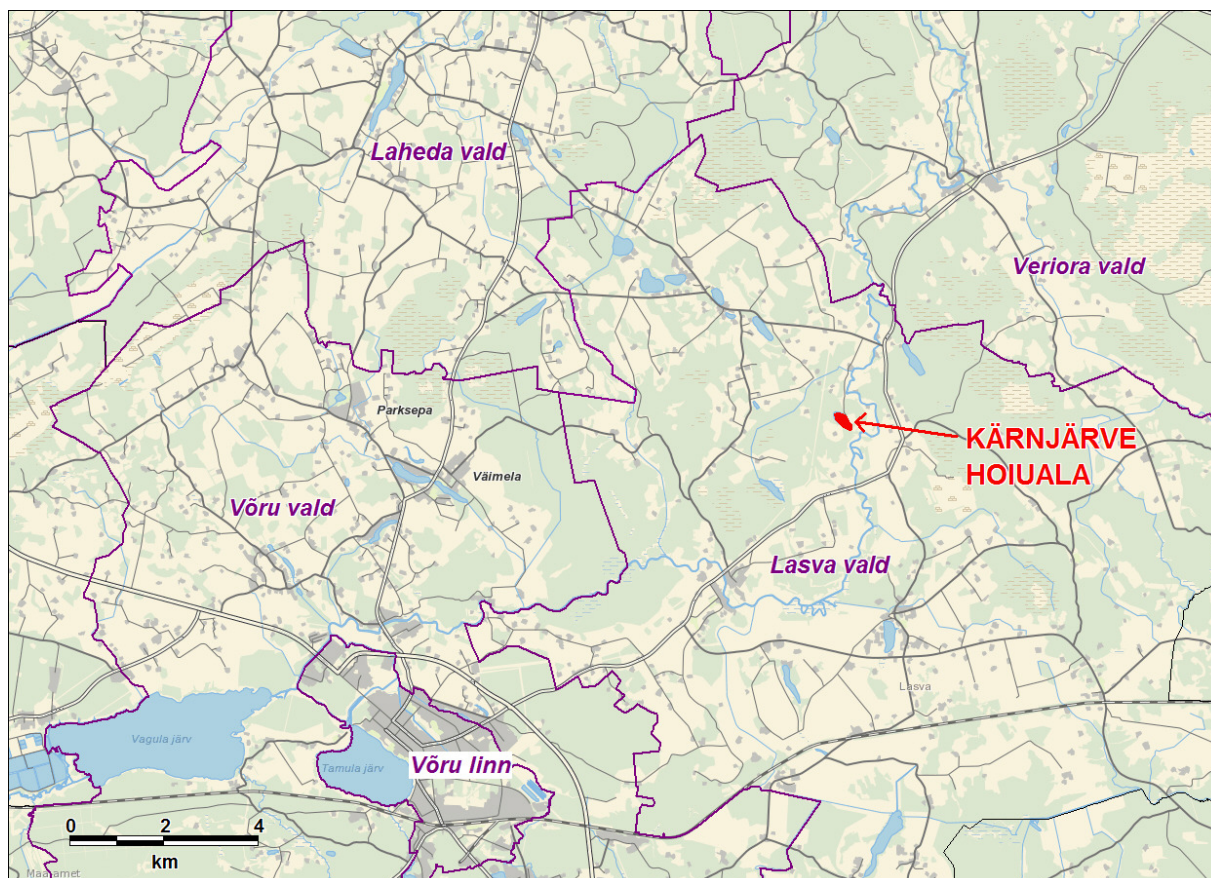 Laheda vald
Veriora vald
Parksepa
KÄRNJÄRVE
HOIUALA
Väimela
Võru vald
Lasva vald
Lasva
Vagula järv
Tamula järv
Võru linn
0 2 4
km
Maaamet